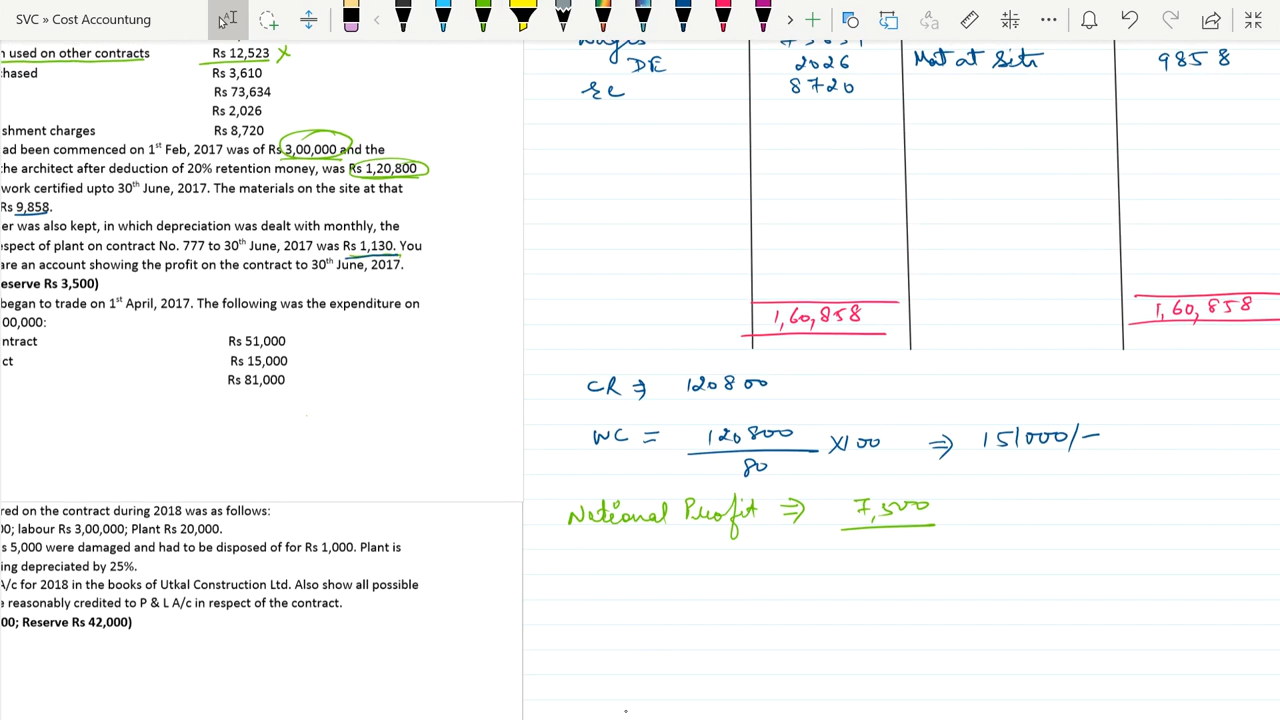 SVC » Cost Accountung
n used on other contracts Rs 12,523 x
hased Rs 3,610
Rs 73,634
Rs 2,026
shment charges Rs 8,720
ad been commenced on 1st Feb, 2017 was of Rs 3,00,000 and the
the architect after deduction of 20% retention money, was Rs 1,20,800
work certified upto 30th June, 2017. The materials on the site at that
Rs 9,858.
er was also kept, in which depreciation was dealt with monthly, the
espect of plant on contract No. 777 to 30th June, 2017 was Rs 1,130. You
are an account showing the profit on the contract to 30th June, 2017.
eserve Rs 3,500)
began to trade on 1st April, 2017. The following was the expenditure on
00,000:
ntract Rs 51,000
ct Rs 15,000
Rs 81,000
red on the contract during 2018 was as follows:
00; labour Rs 3,00,000; Plant Rs 20,000.
s 5,000 were damaged and had to be disposed of for Rs 1,000. Plant is
ing depreciated by 25%.
A/c for 2018 in the books of Utkal Construction Ltd. Also show all possible
e reasonably credited to P & L A/c in respect of the contract.
00; Reserve Rs 42,000)
Wages
DE 2026 Mat at Site 9858
8720
1,60,858 1,60,858
CR ⇒ 120800
WC = 120800 / 80 x100 ⇒ 151000/-
National Profit ⇒ 7,500